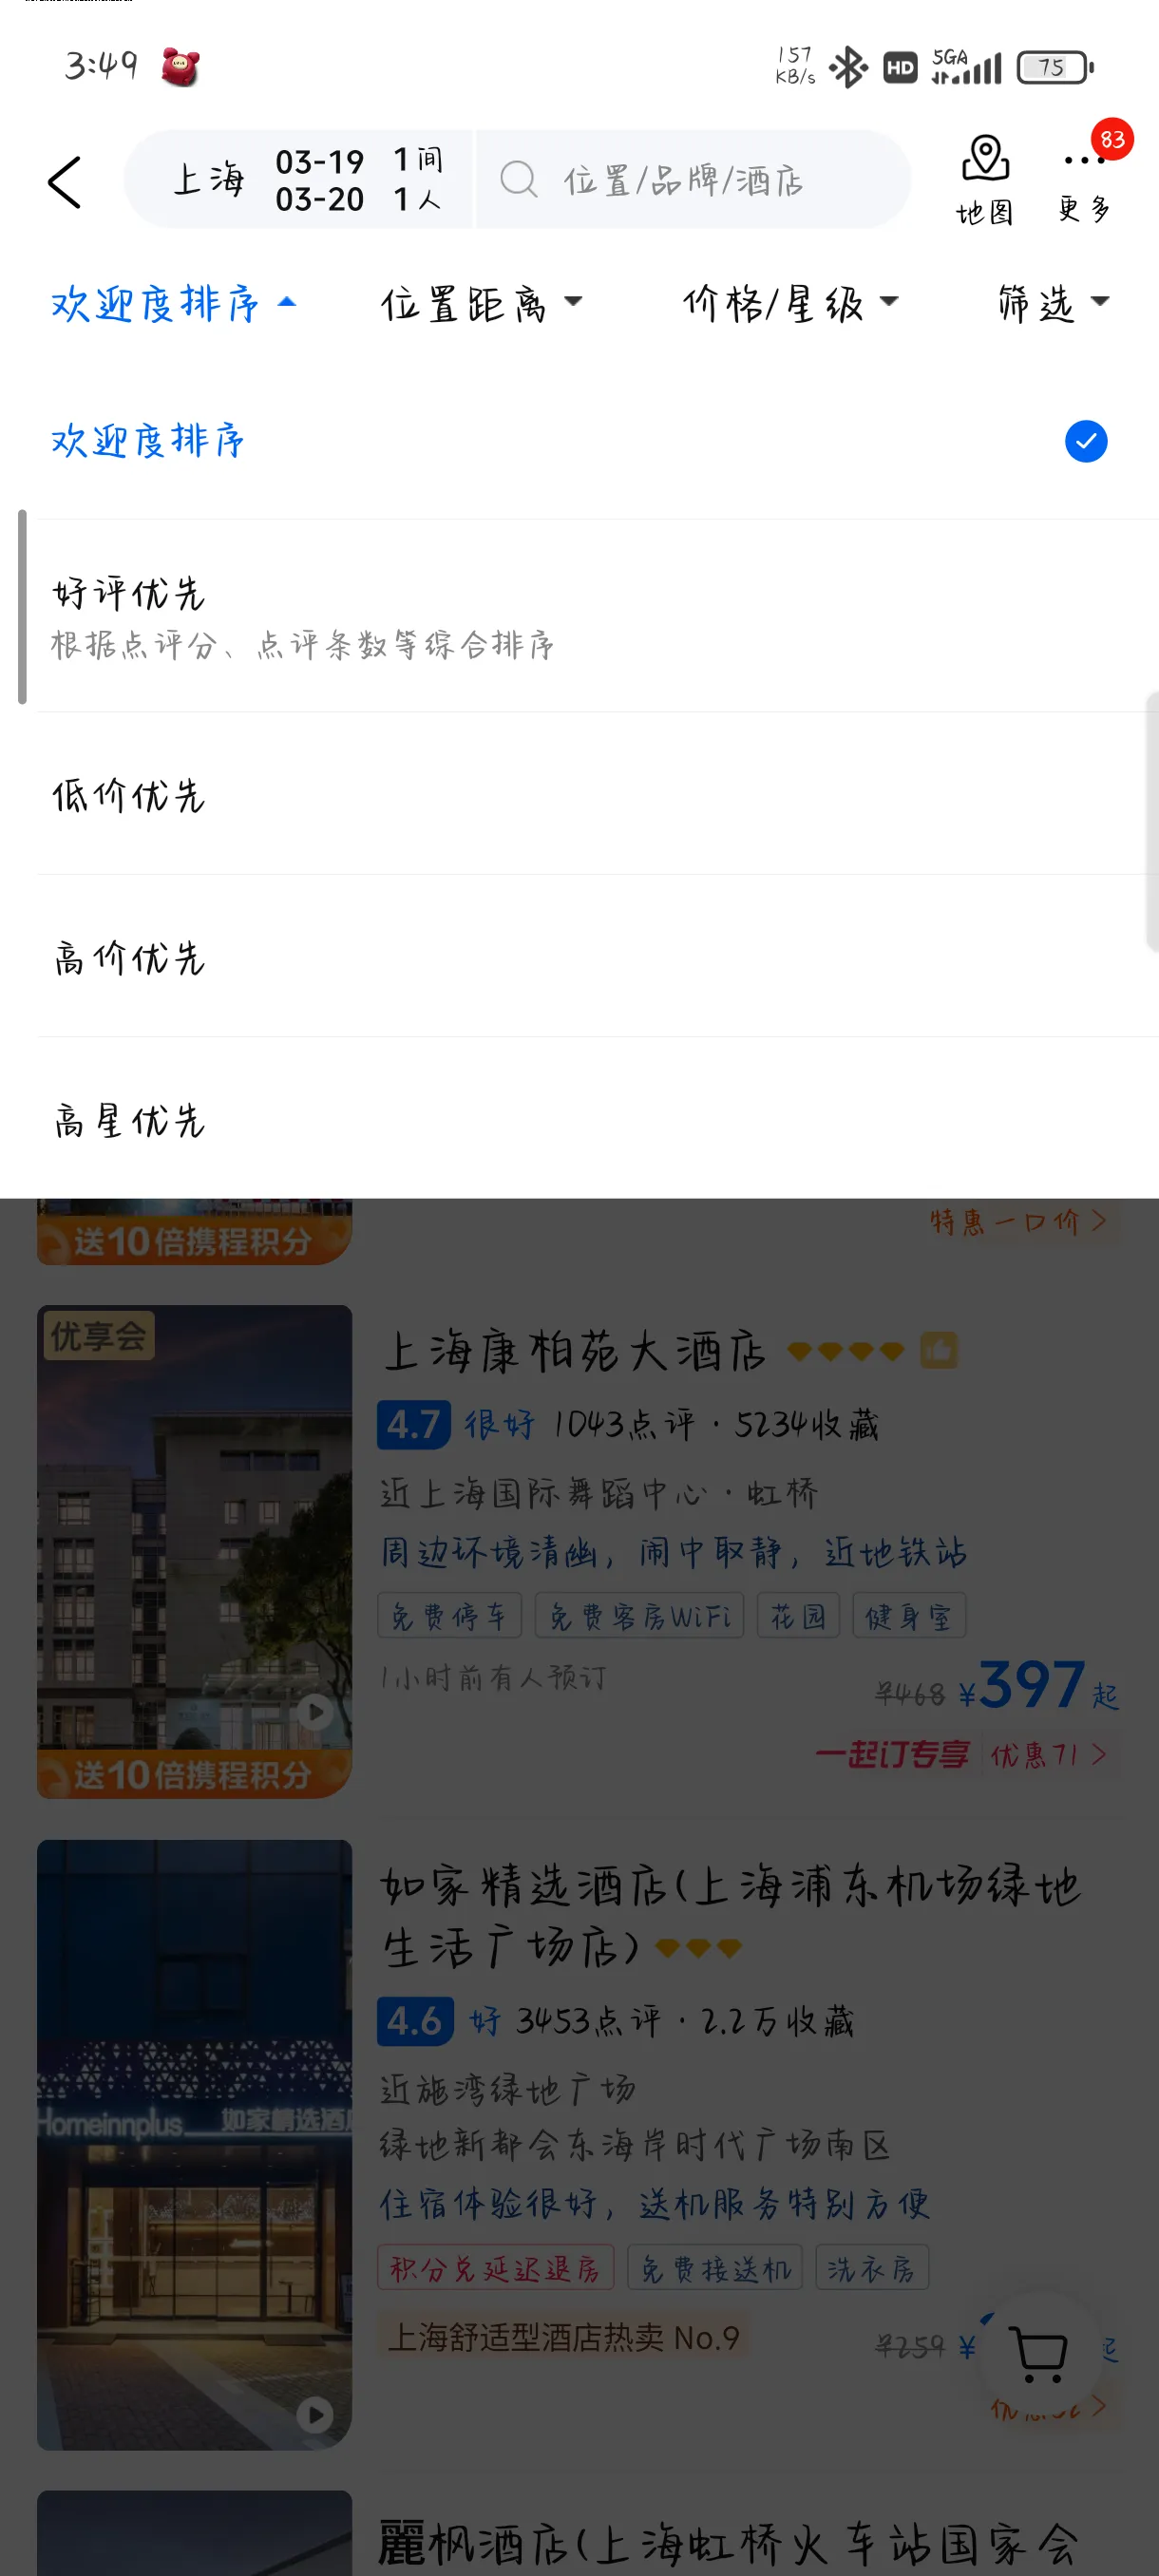 3:49
157
KB/s
HD
5GA
75
上海
03-19
1间
03-20
1人
位置/品牌/酒店
地图
83
更多
欢迎度排序
位置距离
价格/星级
筛选
欢迎度排序
好评优先
根据点评分、点评条数等综合排序
低价优先
高价优先
高星优先
送10倍携程积分
特惠一口价 >
优享会
上海康柏苑大酒店
4.7 很好 1043点评 · 5234收藏
近上海国际舞蹈中心 · 虹桥
周边环境清幽，闹中取静，近地铁站
免费停车 免费客房WiFi 花园 健身室
1小时前有人预订
¥468 ¥397起
送10倍携程积分
一起订专享 优惠71 >
如家精选酒店(上海浦东机场绿地
生活广场店)
4.6 好 3453点评 · 2.2万收藏
近施湾绿地广场
绿地新都会东海岸时代广场南区
Homeinnplus 如家精选酒
住宿体验很好，送机服务特别方便
积分兑延迟退房 免费接送机 洗衣房
上海舒适型酒店热卖 No.9
¥259 ¥ 起
麗枫酒店(上海虹桥火车站国家会